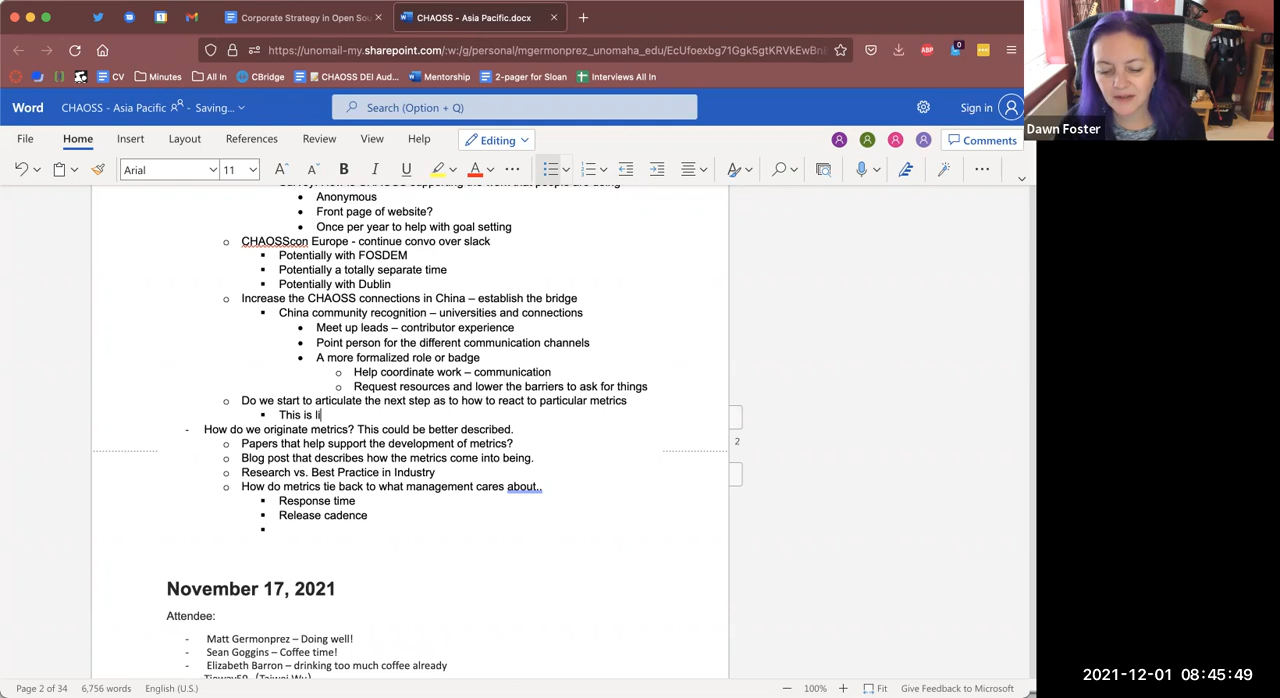 Corporate Strategy in Open Sou
CHAOSS - Asia Pacific.docx
https://unomail-my.sharepoint.com/:w:/g/personal/mgermonprez_unomaha_edu/EcUfoexbg71Ggk5gtKRVkEwBn
CV Minutes All In CBridge CHAOSS DEI Aud... Mentorship 2-pager for Sloan Interviews All In
Word CHAOSS - Asia Pacific - Saving... Search (Option + Q) Sign in
Dawn Foster
File Home Insert Layout References Review View Help Editing Comments
Arial 11 B I U A
Anonymous
Front page of website?
Once per year to help with goal setting
CHAOSScon Europe - continue convo over slack
Potentially with FOSDEM
Potentially a totally separate time
Potentially with Dublin
Increase the CHAOSS connections in China – establish the bridge
China community recognition – universities and connections
Meet up leads – contributor experience
Point person for the different communication channels
A more formalized role or badge
Help coordinate work – communication
Request resources and lower the barriers to ask for things
Do we start to articulate the next step as to how to react to particular metrics
This is li
- How do we originate metrics? This could be better described.
2
Papers that help support the development of metrics?
Blog post that describes how the metrics come into being.
Research vs. Best Practice in Industry
How do metrics tie back to what management cares about..
Response time
Release cadence
November 17, 2021
Attendee:
- Matt Germonprez – Doing well!
- Sean Goggins – Coffee time!
- Elizabeth Barron – drinking too much coffee already
2021-12-01 08:45:49
Page 2 of 34 6,756 words English (U.S.) 100% Fit Give Feedback to Microsoft